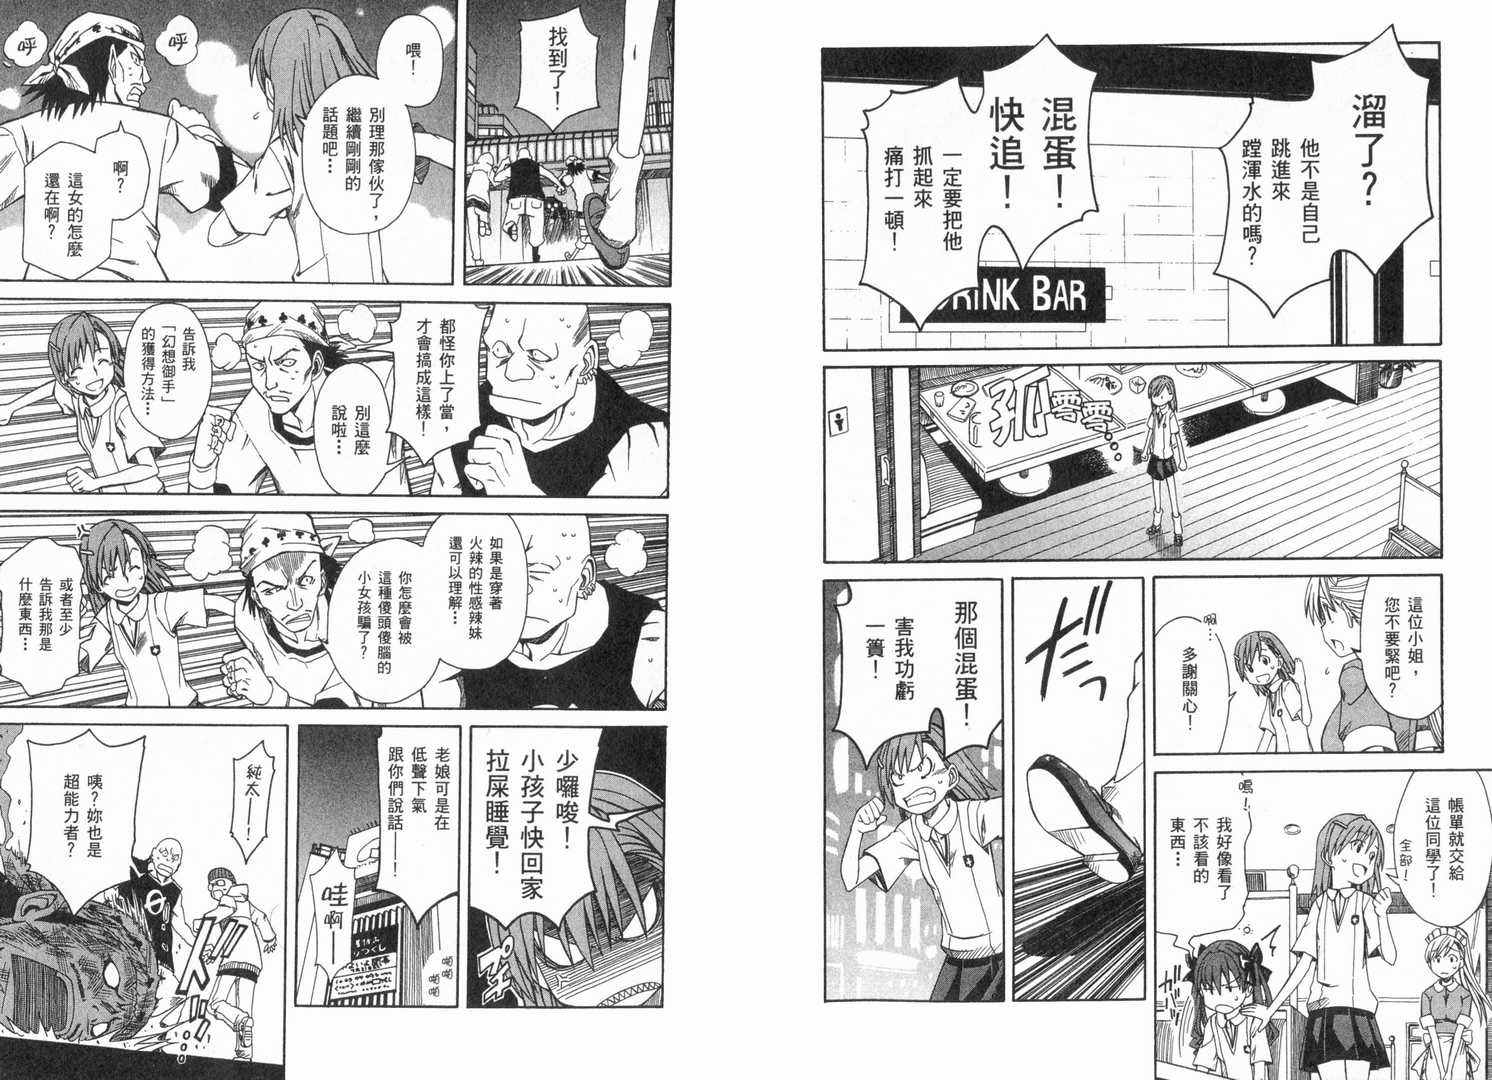 溜了？
他不是自己
跳進來
蹚渾水的嗎？
混蛋！
快追！
一定要把他
抓起來
痛打一頓！
DRINK BAR
孤零零…
這位小姐，
您不要緊吧？
啊…
多謝關心！
帳單就交給
這位同學了！
全部！
嗚！
我好像看了
不該看的
東西…
那個混蛋！
害我功虧
一簣！
找到了！
喂！
別理那傢伙了，
繼續剛剛的
話題吧…
呼
呼
啊？
這女的怎麼
還在啊？
都怪你上了當，
才會搞成這樣！
別這麼
說啦…
告訴我
「幻想御手」
的獲得方法…
如果是穿著
火辣的性感辣妹
還可以理解…
你怎麼會被
這種傻頭傻腦的
小女孩騙了？
或者至少
告訴我那是
什麼東西…
少囉唆！
小孩子快回家
拉屎睡覺！
老娘可是在
低聲下氣
跟你們說話——！
哇啊——
純太——！
咦？妳也是
超能力者？